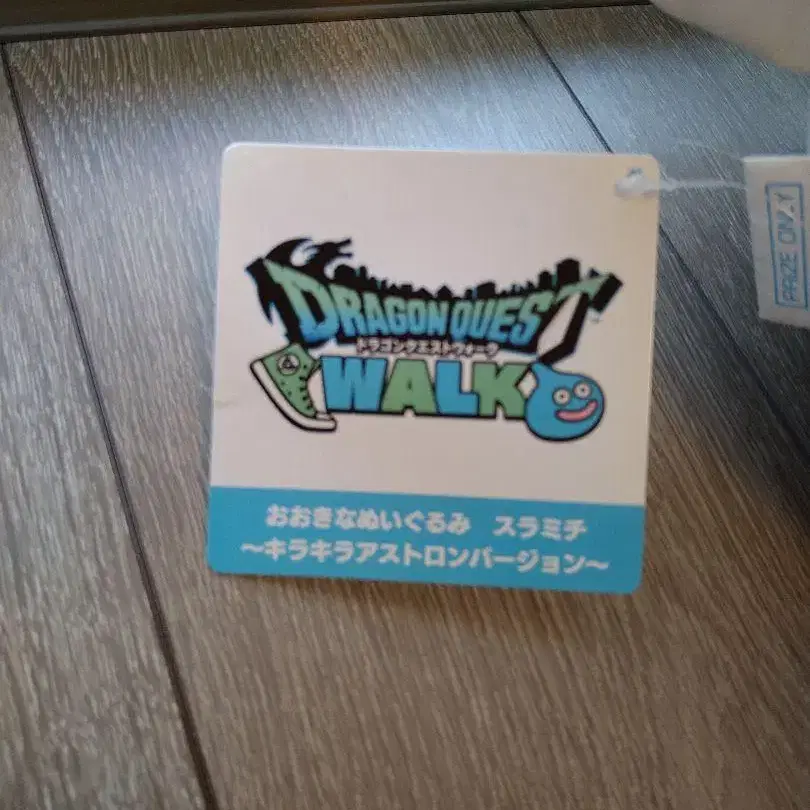 DRAGON QUEST
ドラゴンクエストウォーク
WALK
おおきなぬいぐるみ　スラミチ
〜キラキラアストロンバージョン〜
PRIZE ONLY